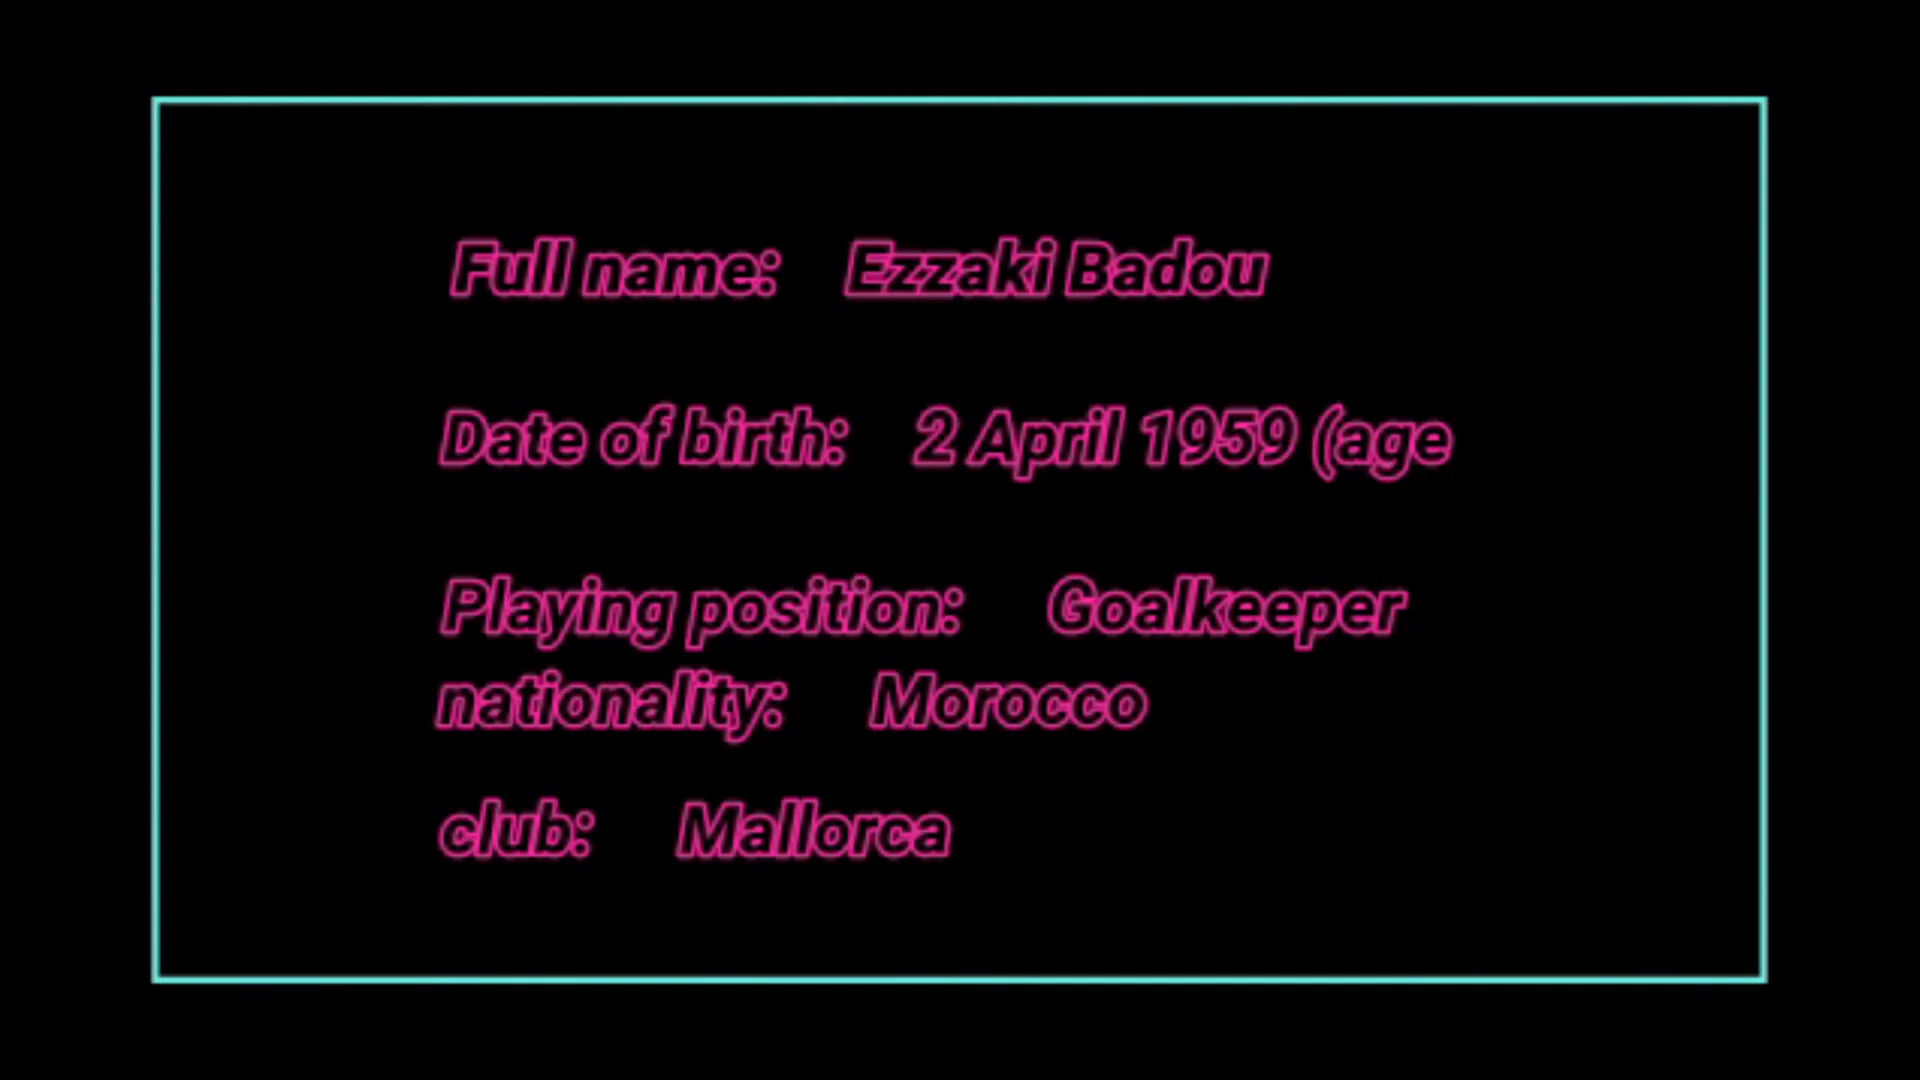 Full name: Ezzaki Badou
Date of birth: 2 April 1959 (age
Playing position: Goalkeeper
nationality: Morocco
club: Mallorca